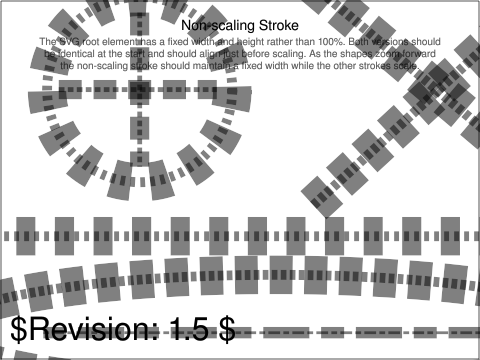 Non-scaling Stroke
The SVG root element has a fixed width and height rather than 100%. Both versions should
be identical at the start and should align just before scaling. As the shapes zoom forward
the non-scaling stroke should maintain a fixed width while the other strokes scale.
$Revision: 1.5 $